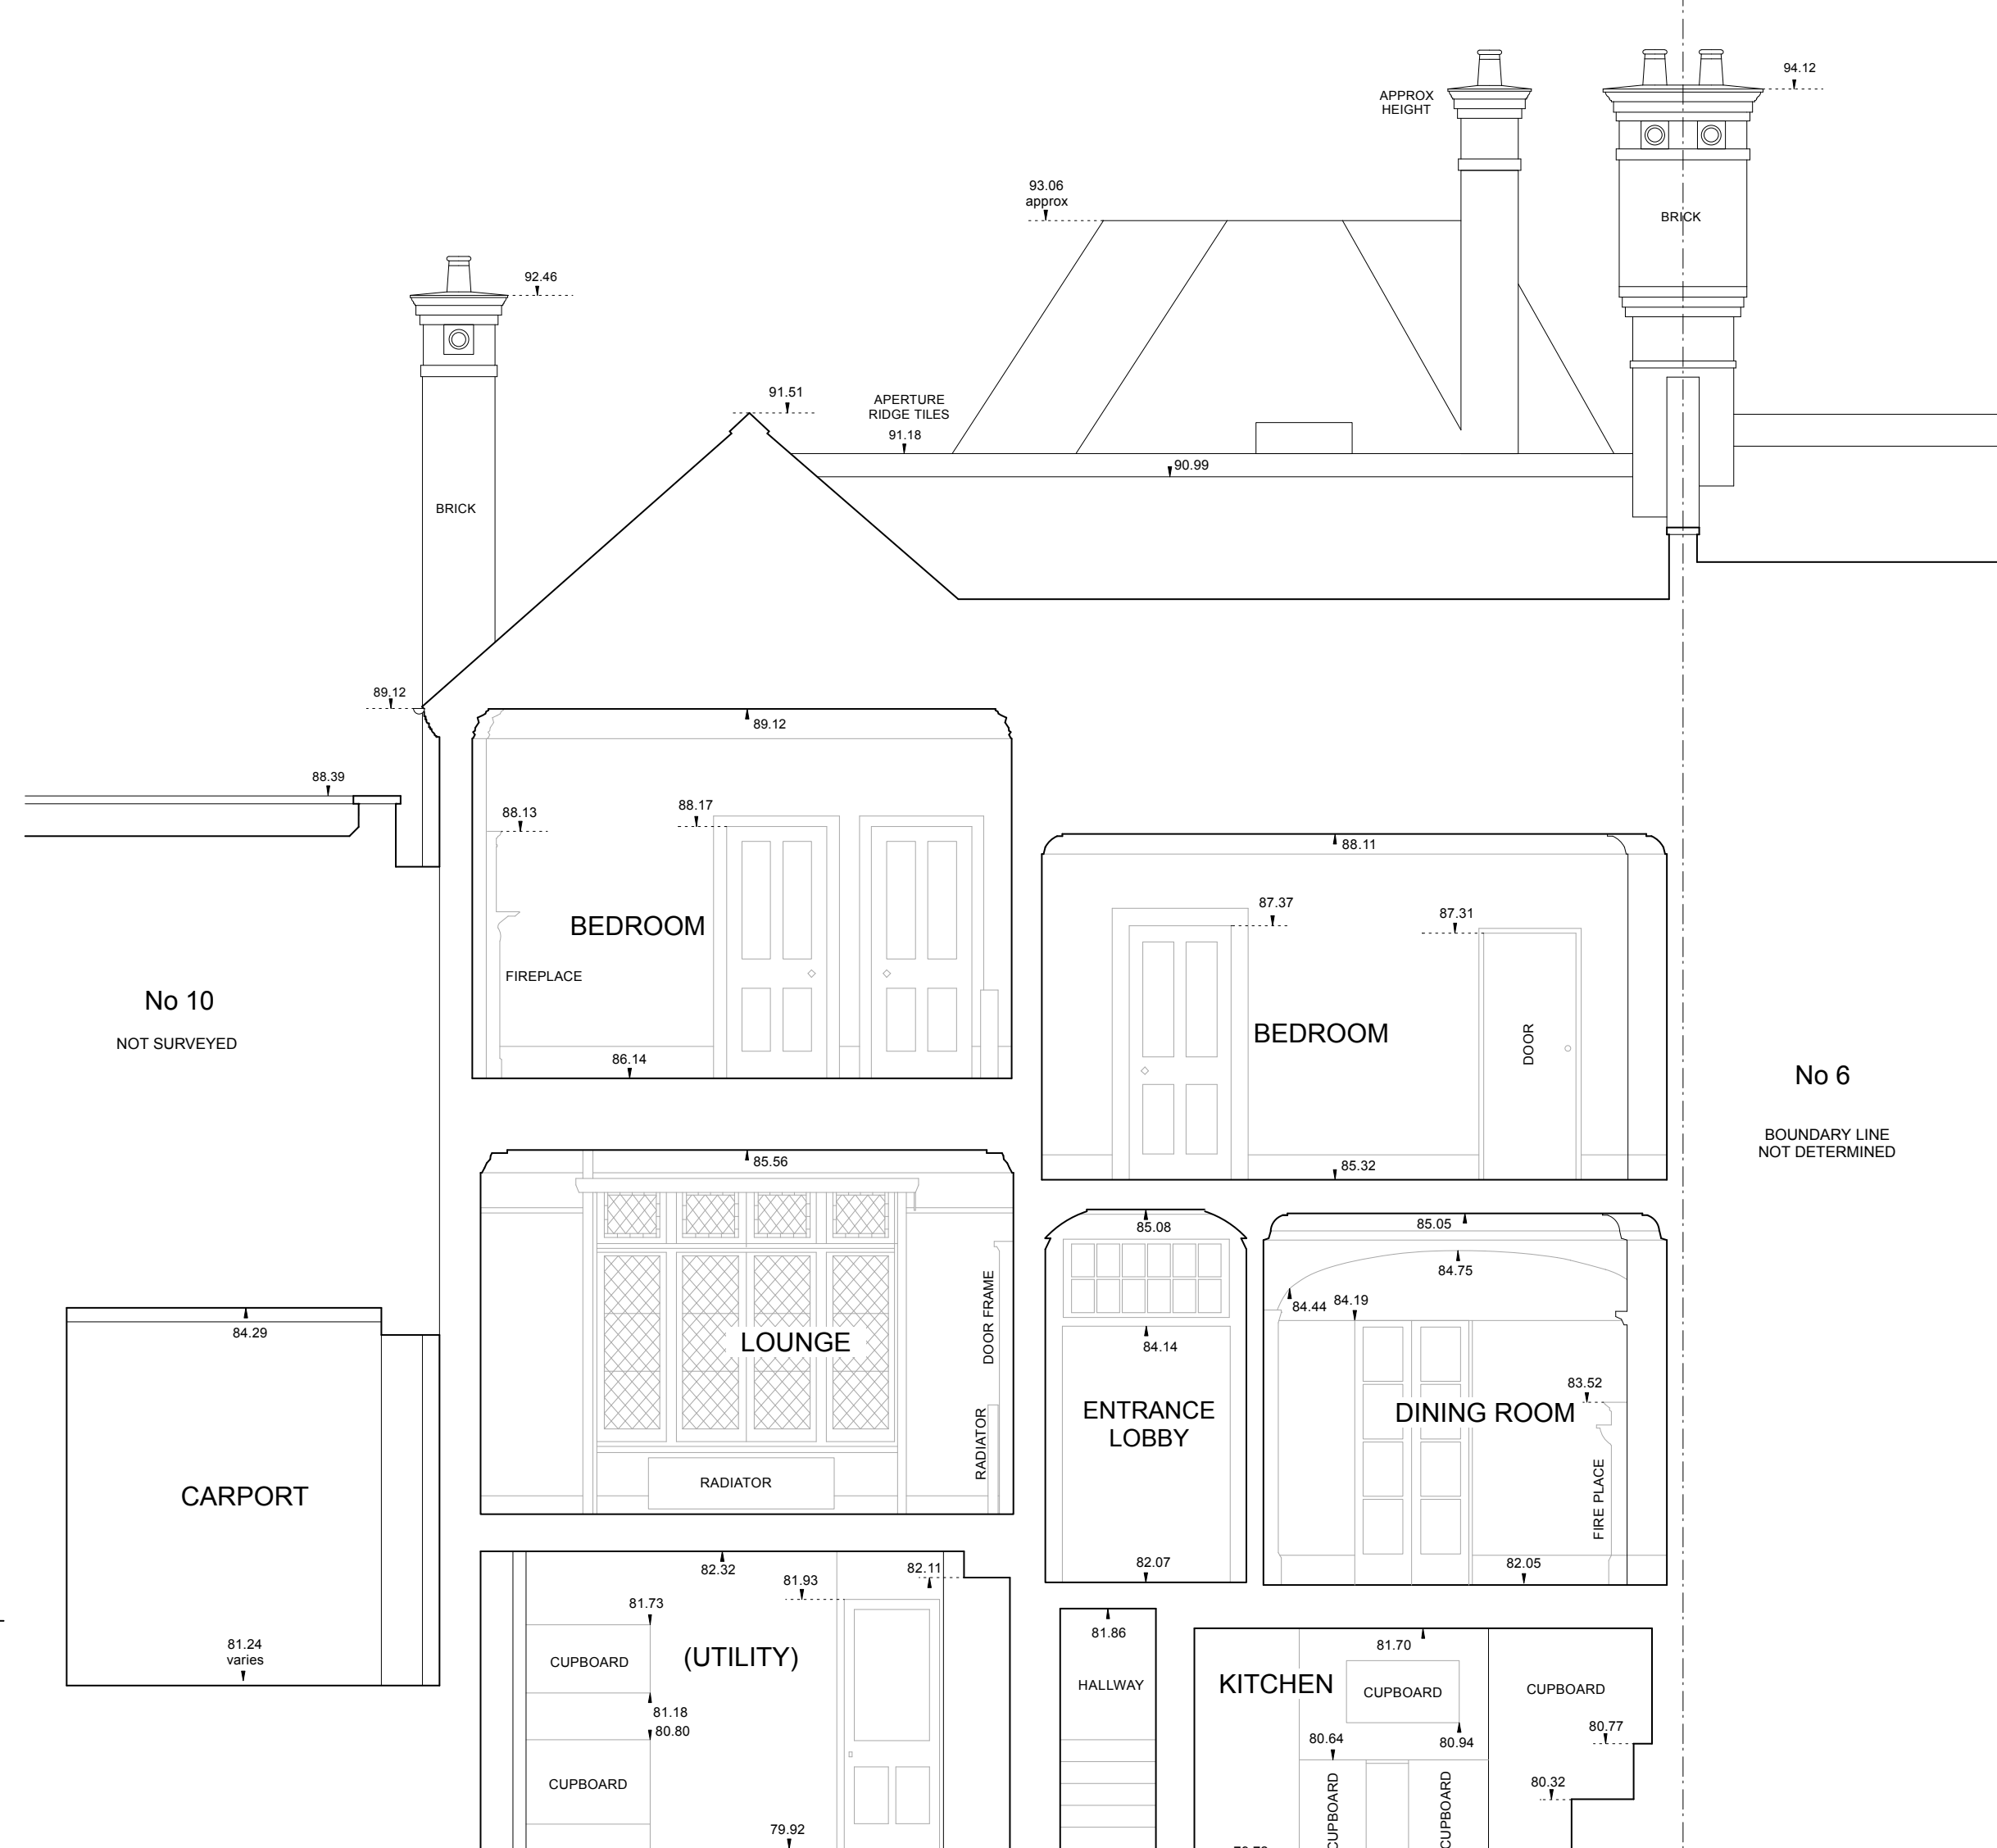 94.12
APPROX
HEIGHT
93.06
approx
BRICK
92.46
91.51
APERTURE
RIDGE TILES
91.18
90.99
BRICK
89.12
89.12
88.39
88.13
88.17
88.11
87.37
87.31
BEDROOM
FIREPLACE
No 10
NOT SURVEYED
BEDROOM
DOOR
86.14
No 6
BOUNDARY LINE
NOT DETERMINED
85.56
85.32
85.08
85.05
84.75
84.44
84.19
84.29
LOUNGE
DOOR FRAME
84.14
83.52
ENTRANCE
LOBBY
DINING ROOM
RADIATOR
RADIATOR
FIRE PLACE
CARPORT
82.07
82.05
82.32
82.11
81.93
81.73
81.24
varies
CUPBOARD
(UTILITY)
81.86
HALLWAY
81.70
KITCHEN
CUPBOARD
CUPBOARD
81.18
80.80
80.77
80.64
80.94
CUPBOARD
80.32
CUPBOARD
CUPBOARD
79.92